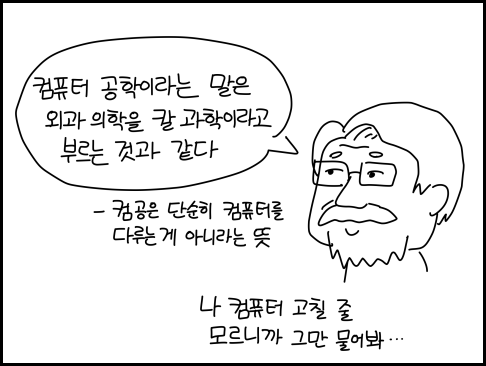 컴퓨터 공학이라는 말은
외과 의학을 칼 과학이라고
부르는 것과 같다
- 컴공은 단순히 컴퓨터를
다루는게 아니라는 뜻
나 컴퓨터 고칠 줄
모르니까 그만 물어봐…